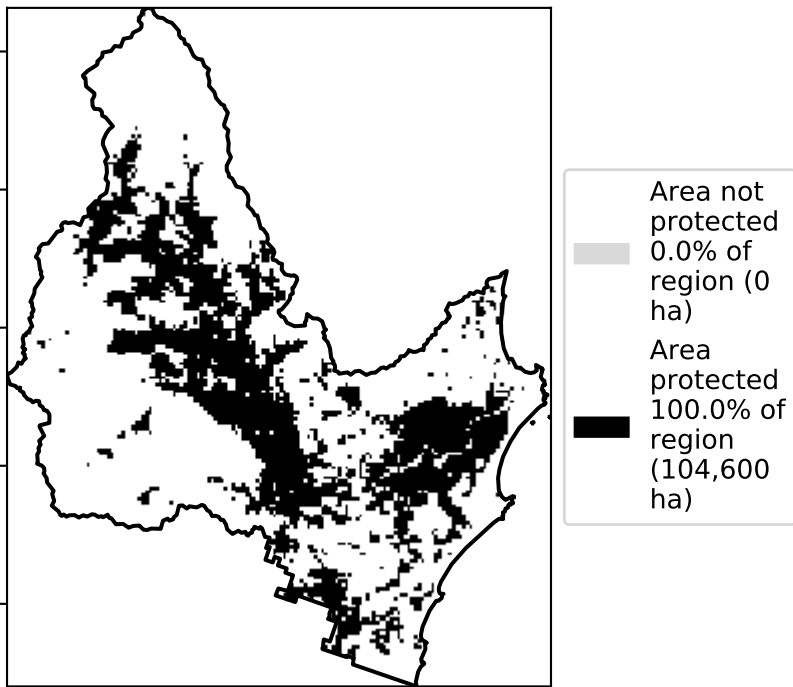 Area not
protected
0.0% of
region (0
ha)
Area
protected
100.0% of
region
(104,600
ha)